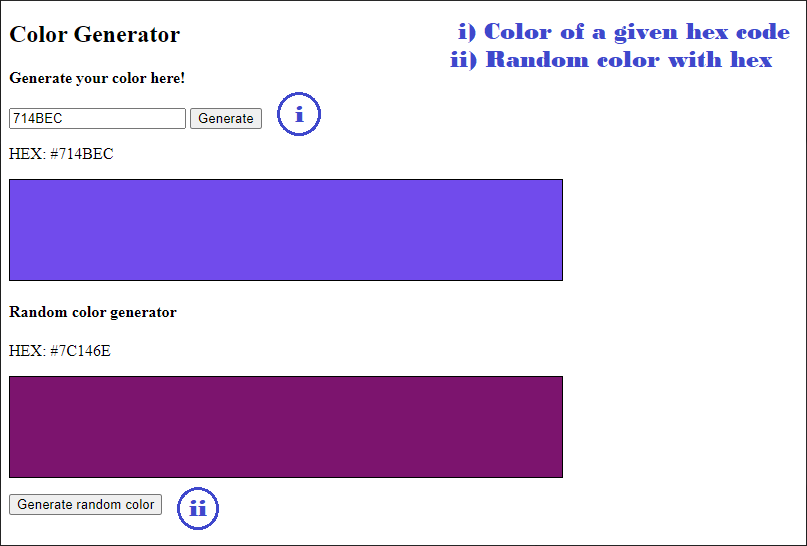 Color Generator
i) Color of a given hex code
ii) Random color with hex
Generate your color here!
714BEC Generate i
HEX: #714BEC
Random color generator
HEX: #7C146E
Generate random color ii